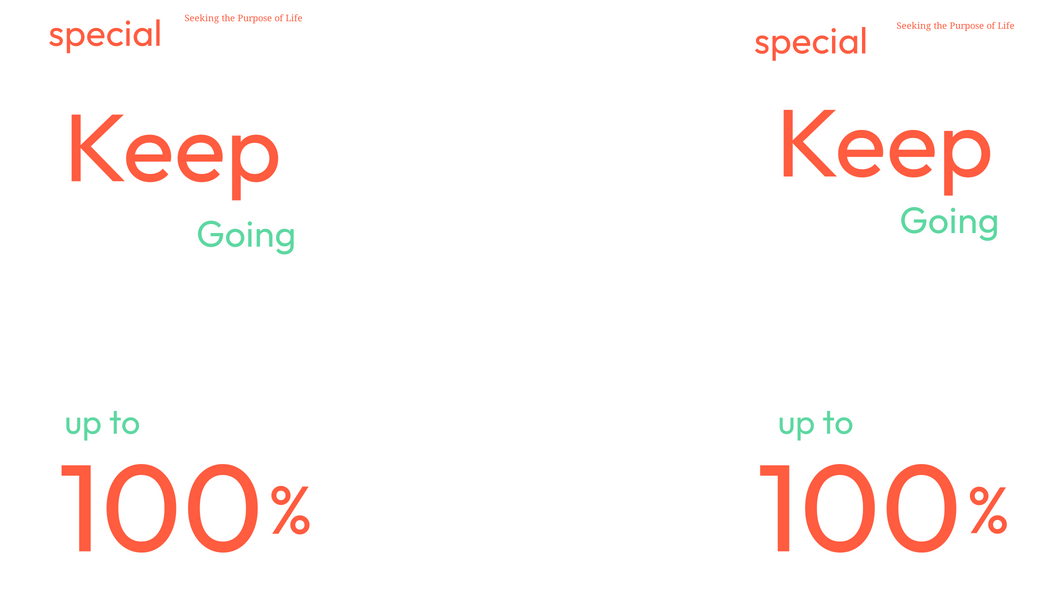 special
Seeking the Purpose of Life
Keep
Going
up to
100%
special
Seeking the Purpose of Life
Keep
Going
up to
100%